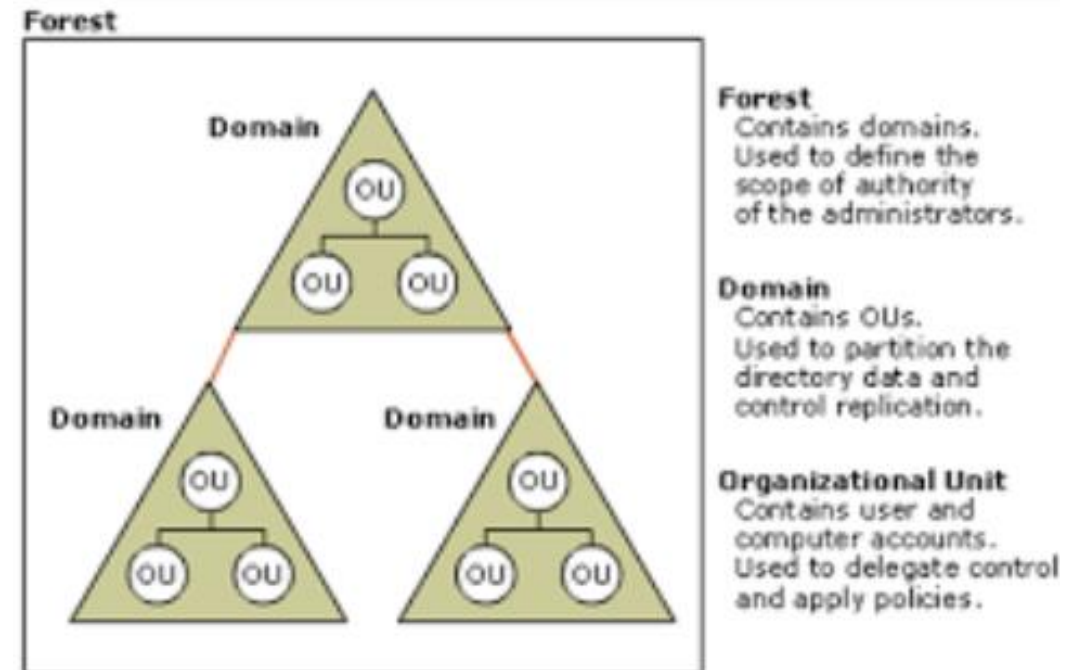 Forest
Domain
OU
OU OU
Domain Domain
OU OU
OU OU OU OU
Forest
Contains domains.
Used to define the
scope of authority
of the administrators.
Domain
Contains OUs.
Used to partition the
directory data and
control replication.
Organizational Unit
Contains user and
computer accounts.
Used to delegate control
and apply policies.